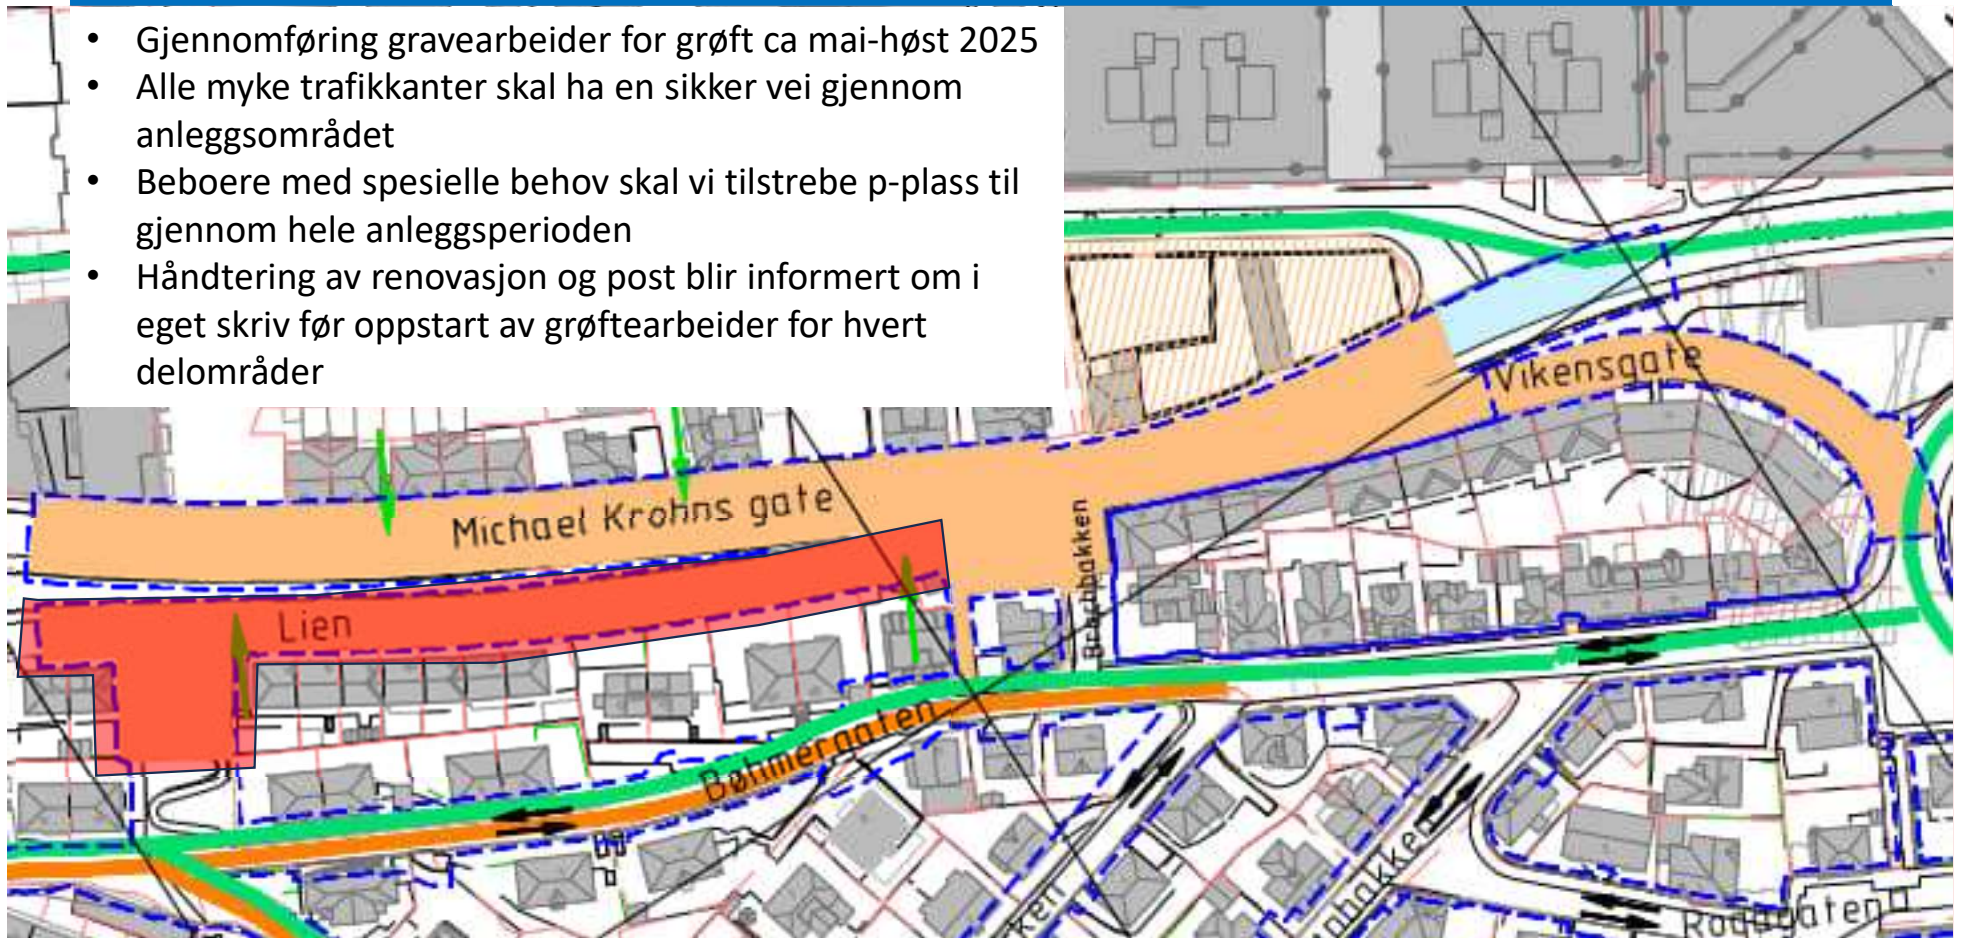 • Gjennomføring gravearbeider for grøft ca mai-høst 2025
• Alle myke trafikkanter skal ha en sikker vei gjennom
anleggsområdet
• Beboere med spesielle behov skal vi tilstrebe p-plass til
gjennom hele anleggsperioden
• Håndtering av renovasjon og post blir informert om i
eget skriv før oppstart av grøftearbeider for hvert
delområder
Vikensgate
Michael Krohns gate
Lien
Bøhmergaten